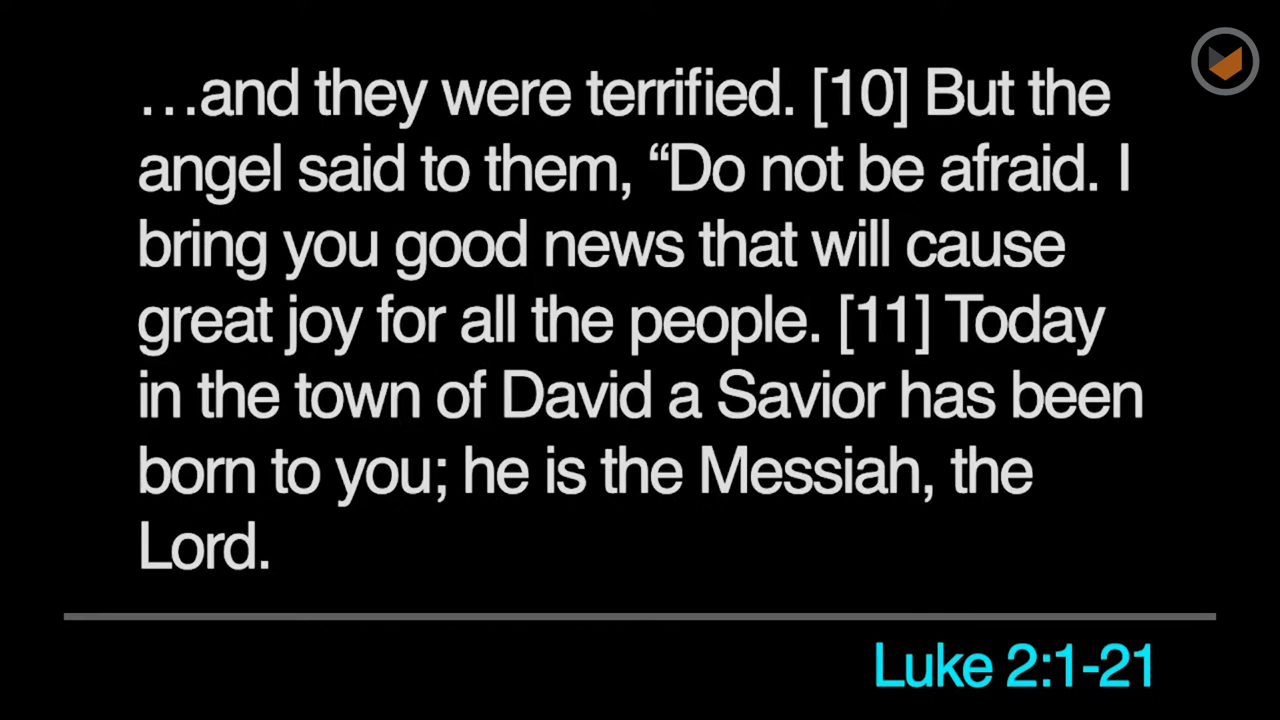 …and they were terrified. [10] But the
angel said to them, “Do not be afraid. I
bring you good news that will cause
great joy for all the people. [11] Today
in the town of David a Savior has been
born to you; he is the Messiah, the
Lord.
Luke 2:1-21